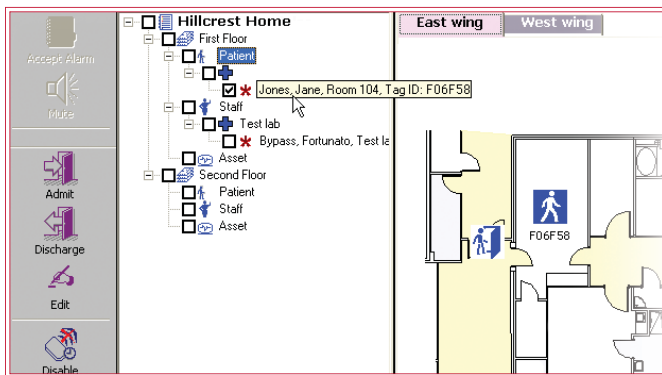 Accept Alarm
Mute
Admit
Discharge
Edit
Disable
Hillcrest Home
First Floor
Patient
Jones, Jane, Room 104, Tag ID: F06F58
Staff
Test lab
Bypass, Fortunato, Test la
Asset
Second Floor
Patient
Staff
Asset
East wing
West wing
F06F58